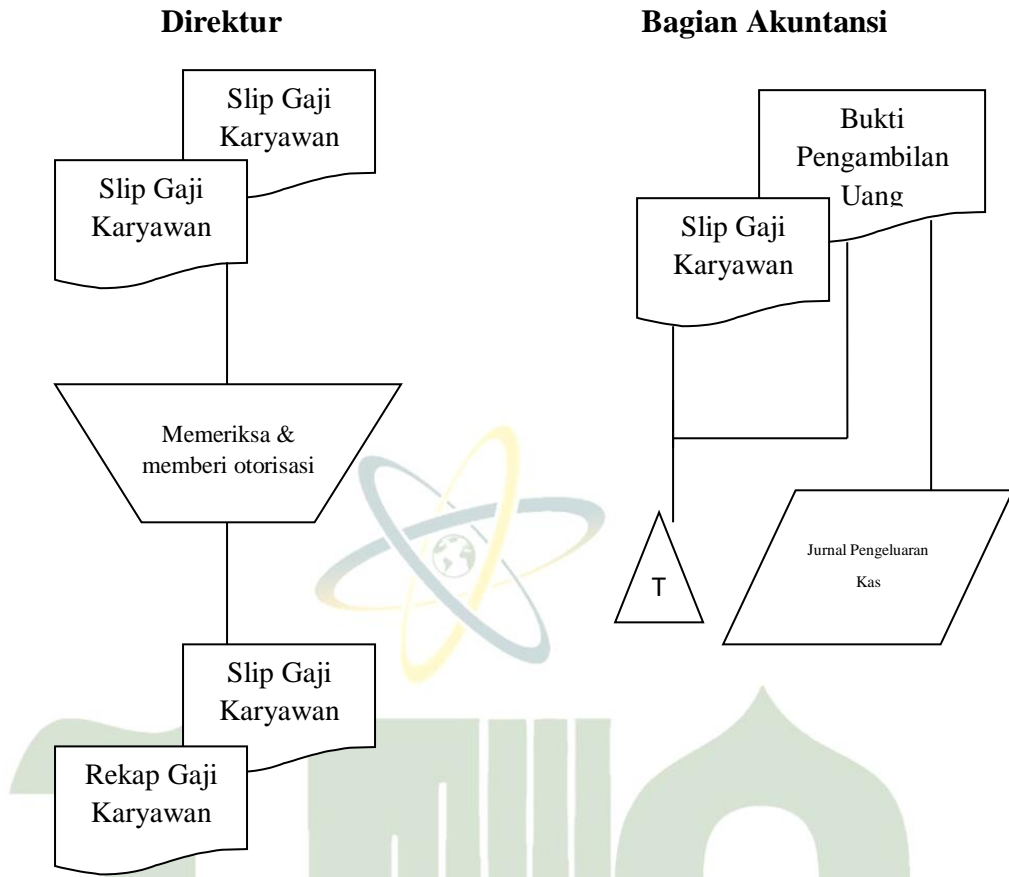 Direktur
Bagian Akuntansi
Slip Gaji
Karyawan
Slip Gaji
Karyawan
Memeriksa &
memberi otorisasi
Slip Gaji
Karyawan
Rekap Gaji
Karyawan
Bukti
Pengambilan
Uang
Slip Gaji
Karyawan
T
Jurnal Pengeluaran
Kas